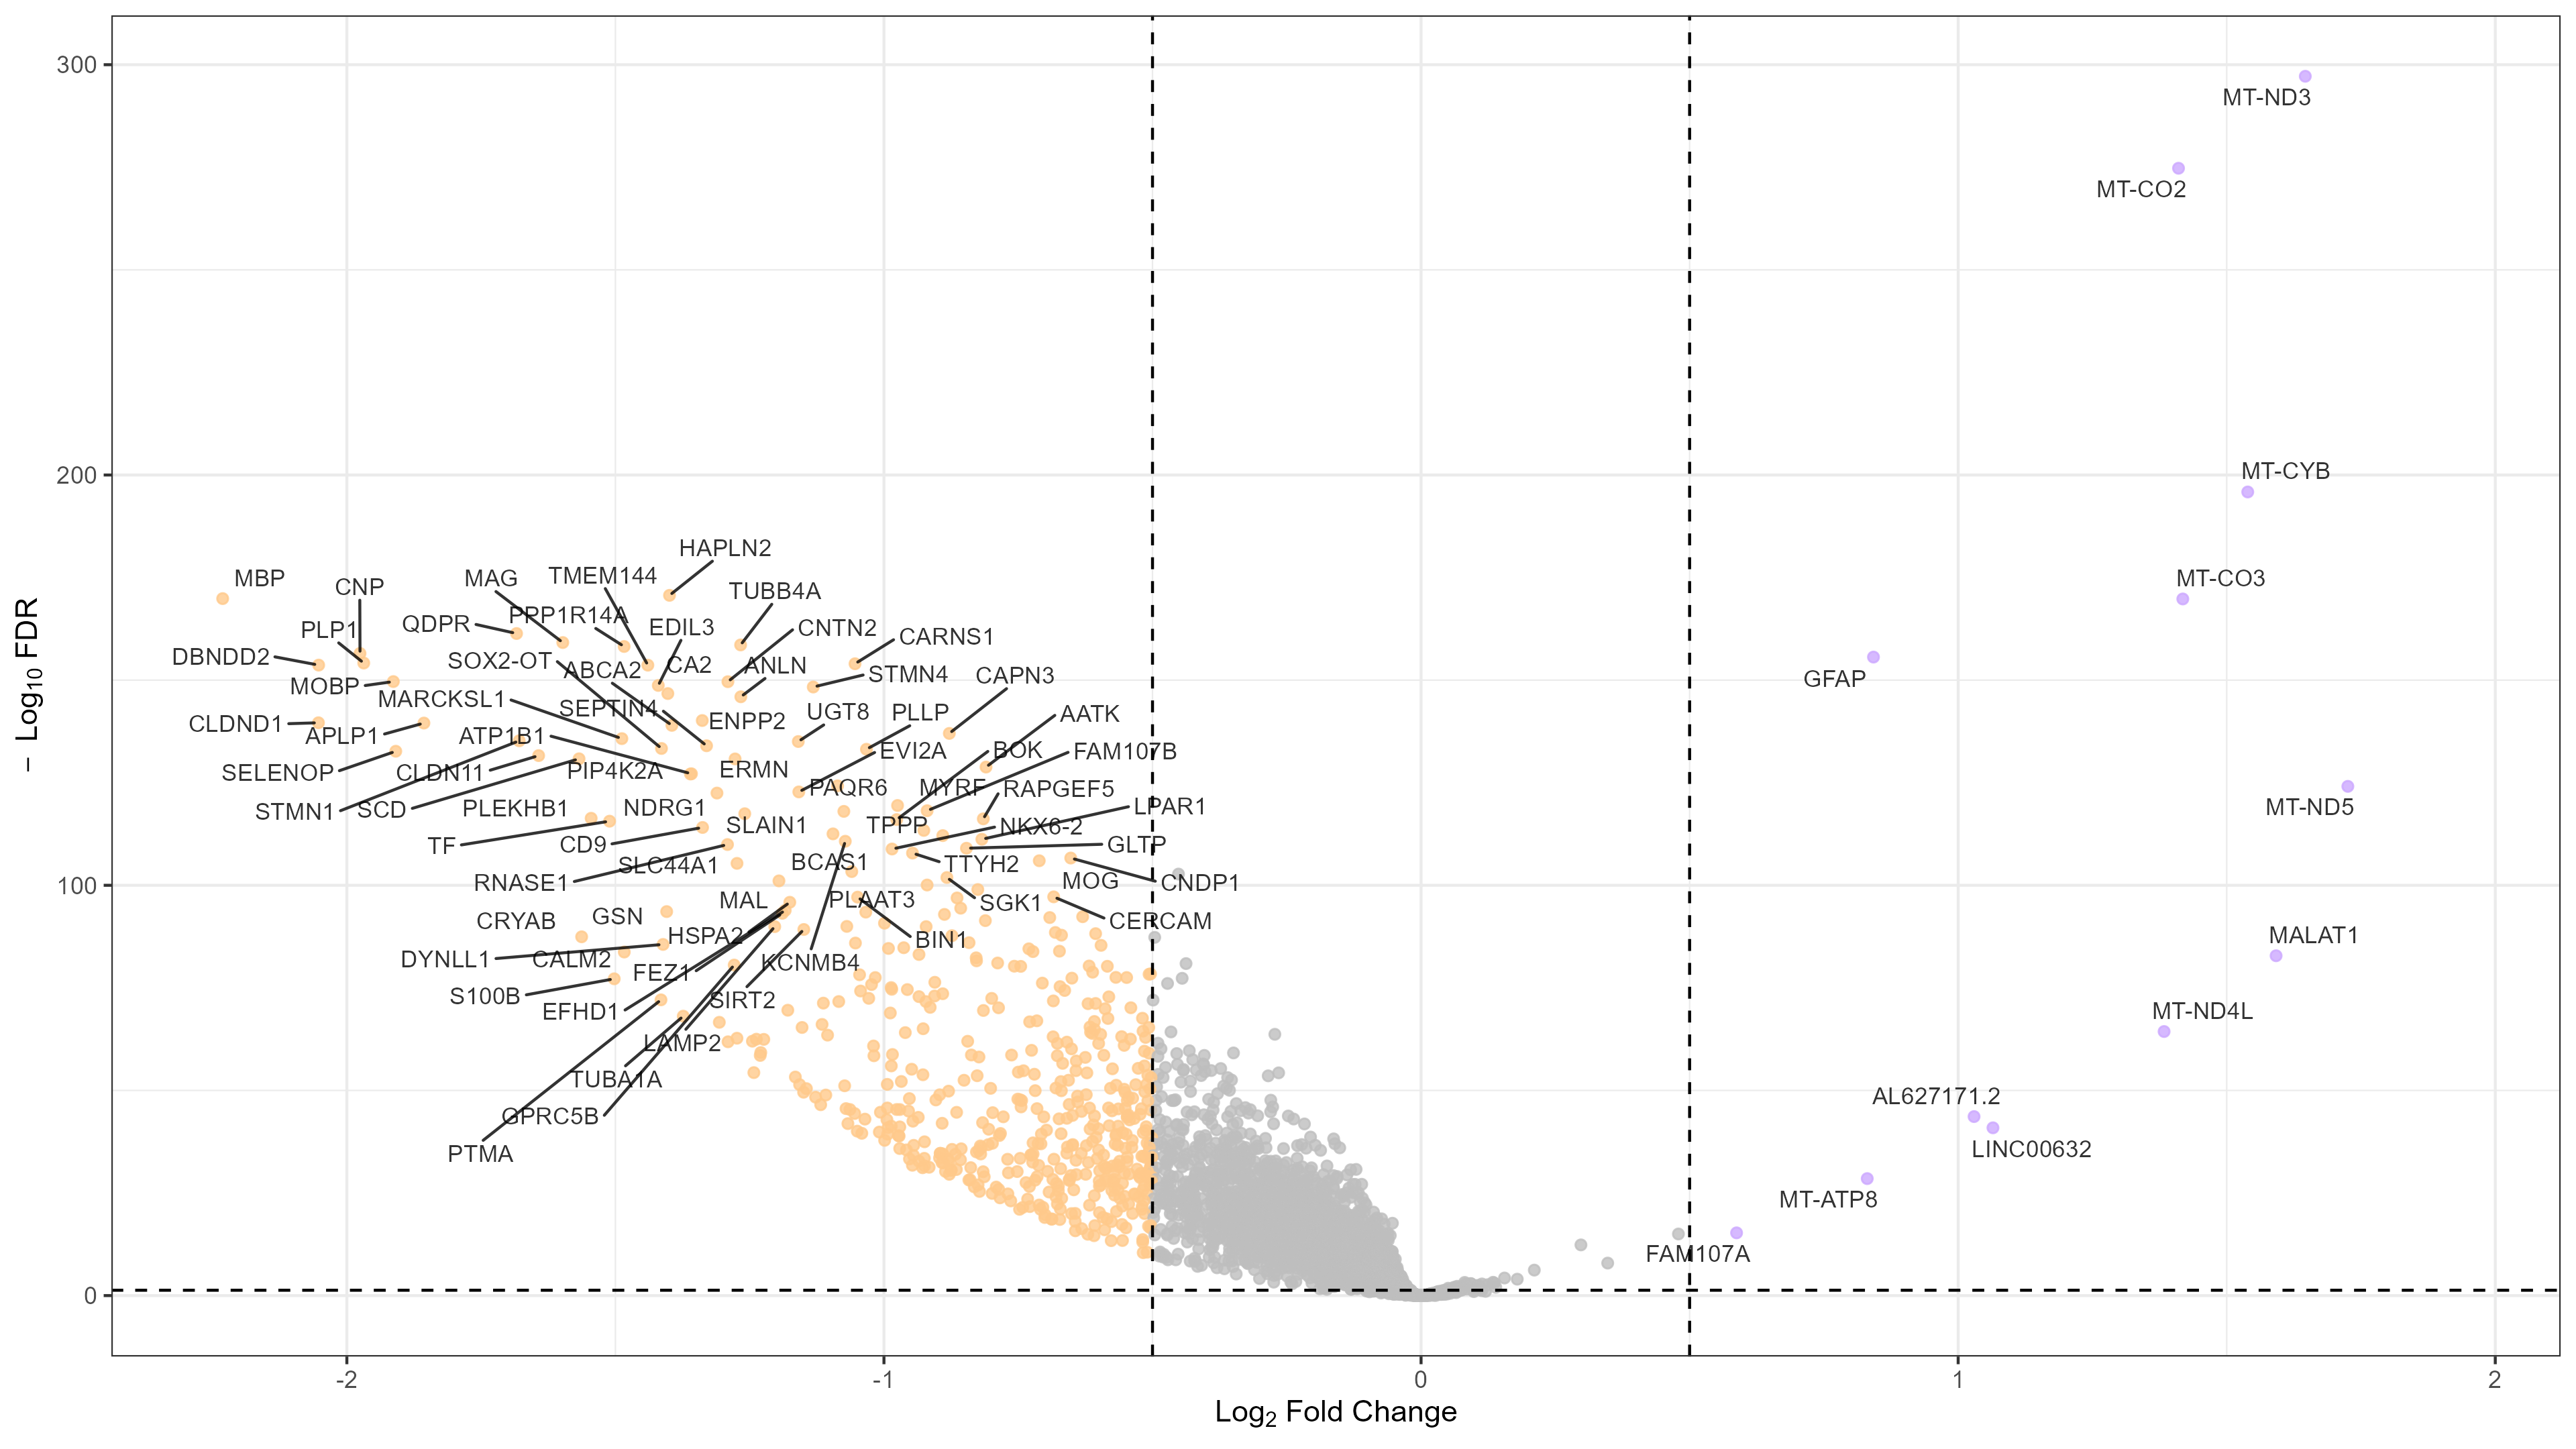 300
MT-ND3
MT-CO2
200
MT-CYB
HAPLN2
MBP
CNP
MAG
TMEM144
TUBB4A
MT-CO3
QDPR
PPP1R14A
EDIL3
CNTN2
CARNS1
PLP1
DBNDD2
SOX2-OT
ABCA2
CA2
ANLN
STMN4
CAPN3
GFAP
MOBP
MARCKSL1
SEPTIN4
ENPP2
UGT8
PLLP
AATK
CLDND1
APLP1
ATP1B1
EVI2A
BOK
FAM107B
SELENOP
CLDN11
PIP4K2A
ERMN
PAQR6
MYRF
RAPGEF5
STMN1
SCD
PLEKHB1
NDRG1
SLAIN1
TPPP
NKX6-2
LPAR1
MT-ND5
TF
CD9
SLC44A1
BCAS1
TTYH2
GLTP
100
RNASE1
MAL
PLAAT3
SGK1
MOG
CNDP1
CRYAB
GSN
HSPA2
BIN1
CERCAM
MALAT1
DYNLL1
CALM2
FEZ1
KCNMB4
S100B
EFHD1
SIRT2
MT-ND4L
LAMP2
TUBA1A
AL627171.2
GPRC5B
PTMA
LINC00632
MT-ATP8
FAM107A
0
-2
-1
0
1
2
Log2 Fold Change
− Log10 FDR